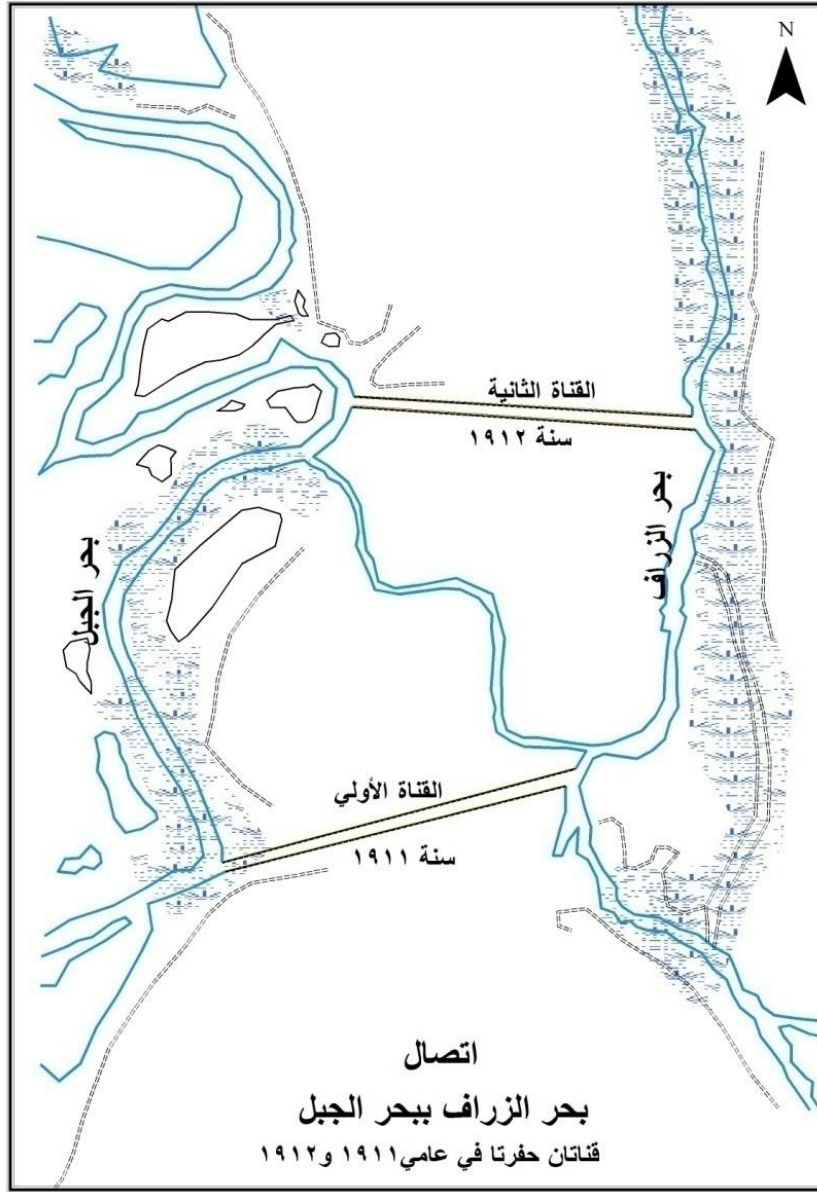 N
القناة الثانية
سنة ١٩١٢
بحر الزراف
بحر الجبل
القناة الأولي
سنة ١٩١١
اتصال
بحر الزراف ببحر الجبل
قناتان حفرتا في عامي١٩١١ و١٩١٢